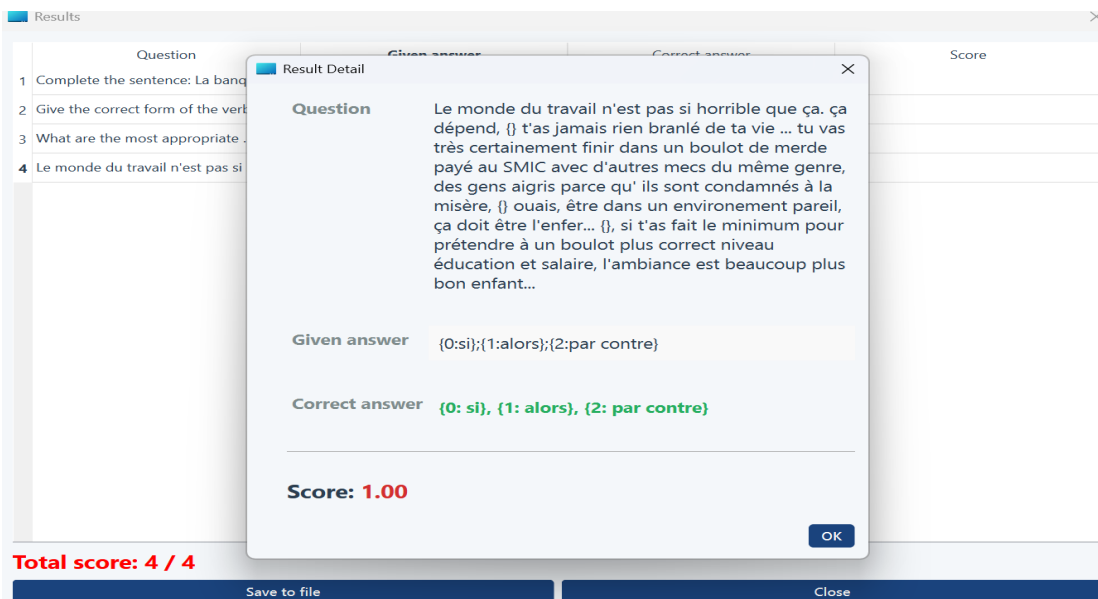 Results
Question Given answer Correct answer Score
1 Complete the sentence: La banq
2 Give the correct form of the verb
3 What are the most appropriate .
4 Le monde du travail n'est pas si
Result Detail
Question
Le monde du travail n'est pas si horrible que ça. ça
dépend, {} t'as jamais rien branlé de ta vie ... tu vas
très certainement finir dans un boulot de merde
payé au SMIC avec d'autres mecs du même genre,
des gens aigris parce qu' ils sont condamnés à la
misère, {} ouais, être dans un environement pareil,
ça doit être l'enfer... {}, si t'as fait le minimum pour
prétendre à un boulot plus correct niveau
éducation et salaire, l'ambiance est beaucoup plus
bon enfant...
Given answer {0:si};{1:alors};{2:par contre}
Correct answer {0: si}, {1: alors}, {2: par contre}
Score: 1.00
OK
Total score: 4 / 4
Save to file Close